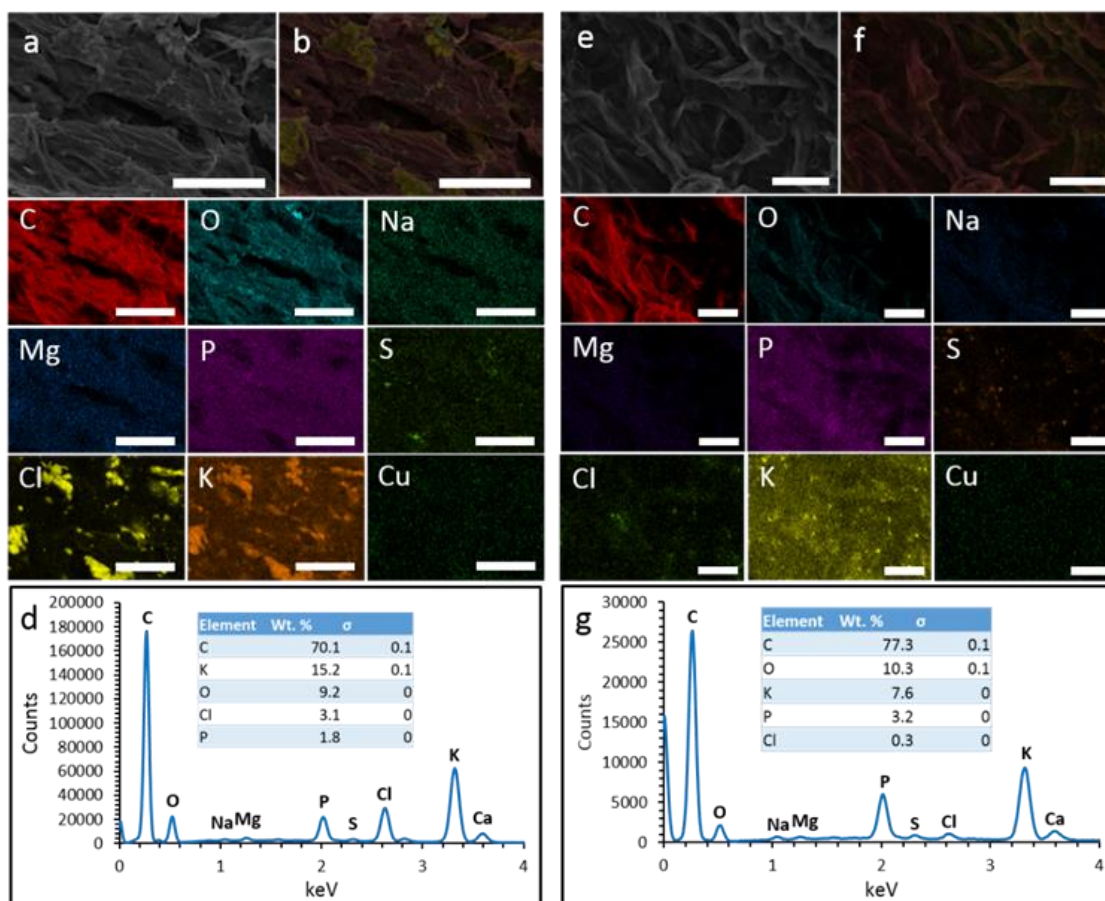 a
b
C
O
Na
Mg
P
S
Cl
K
Cu
e
f
C
O
Na
Mg
P
S
Cl
K
Cu
d
200000
180000
160000
140000
120000
100000
80000
60000
40000
20000
0
Counts
C
O
Na
Mg
P
S
Cl
K
Ca
Element Wt. % σ
C 70.1 0.1
K 15.2 0.1
O 9.2 0
Cl 3.1 0
P 1.8 0
0 1 2 3 4
keV
g
30000
25000
20000
15000
10000
5000
0
Counts
C
O
Na
Mg
P
S
Cl
K
Ca
Element Wt. % σ
C 77.3 0.1
O 10.3 0.1
K 7.6 0
P 3.2 0
Cl 0.3 0
0 1 2 3 4
keV